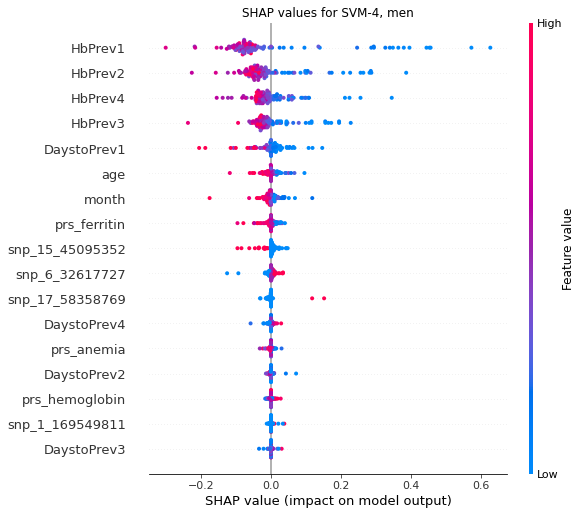 SHAP values for SVM-4, men
High
HbPrev1
HbPrev2
HbPrev4
HbPrev3
DaystoPrev1
age
month
prs_ferritin
snp_15_45095352
snp_6_32617727
snp_17_58358769
DaystoPrev4
prs_anemia
DaystoPrev2
prs_hemoglobin
snp_1_169549811
DaystoPrev3
Feature value
Low
−0.2 0.0 0.2 0.4 0.6
SHAP value (impact on model output)